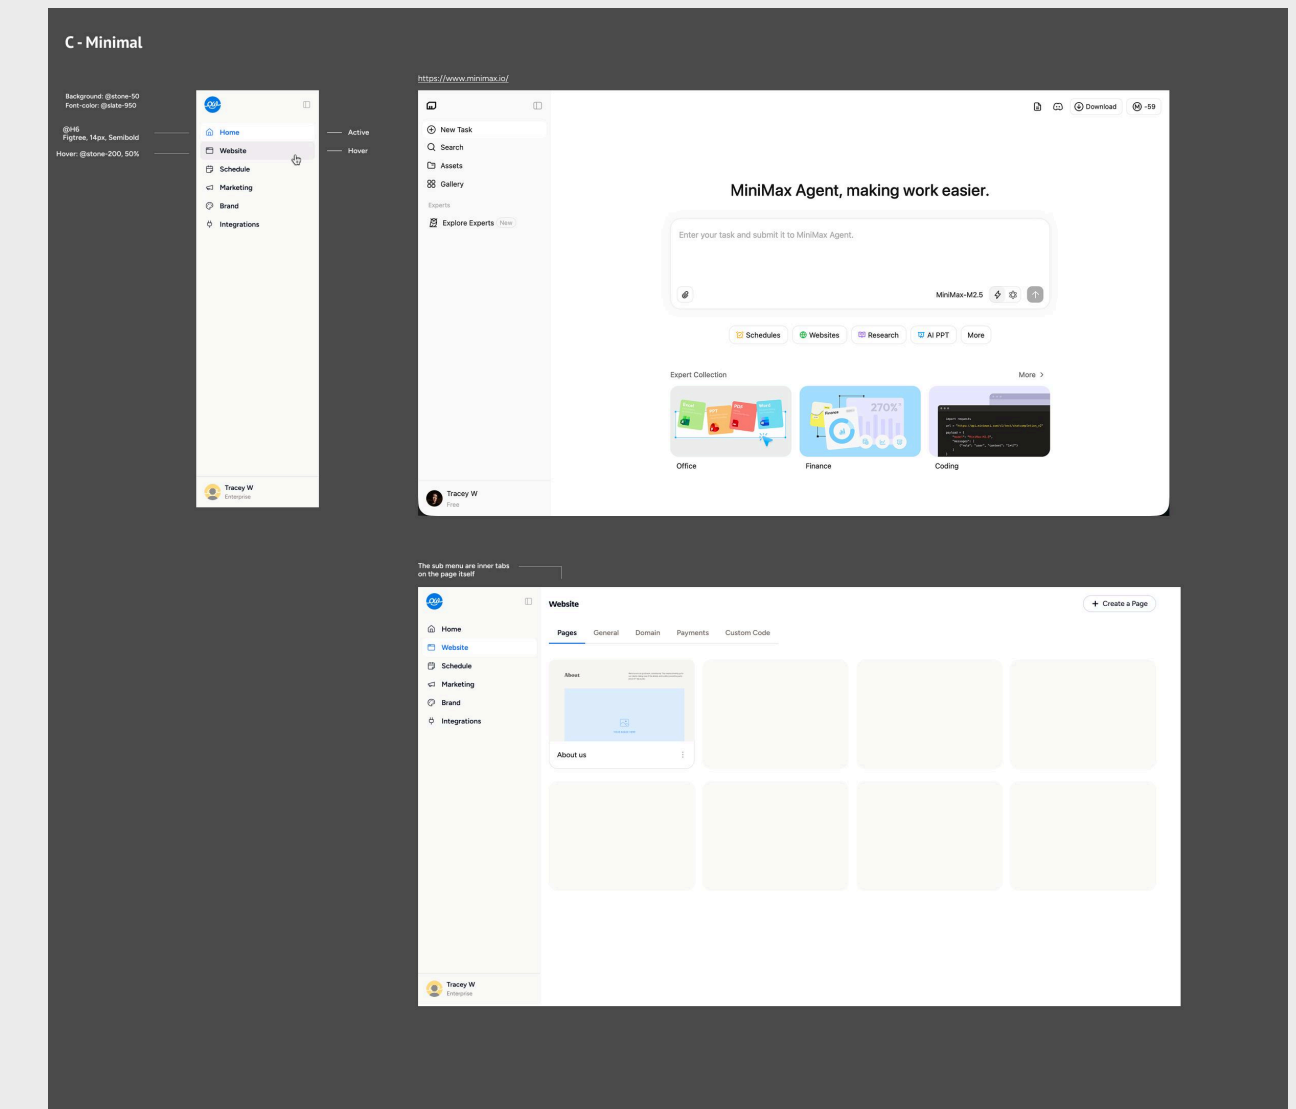 C - Minimal
https://www.minimax.io/
Background: @stone-50
Font-color: @slate-950
@H6
Figtree, 14px, Semibold
Hover: @stone-200, 50%
Home
Website
Schedule
Marketing
Brand
Integrations
Active
Hover
Tracey W
Enterprise
New Task
Search
Assets
Gallery
Experts
Explore Experts New
Tracey W
Free
Download
-59
MiniMax Agent, making work easier.
Enter your task and submit it to MiniMax Agent.
MiniMax-M2.5
Schedules
Websites
Research
AI PPT
More
Expert Collection
More >
PPT
PDF
Finance
270%
Office
Finance
Coding
The sub menu are inner tabs
on the page itself
Home
Website
Schedule
Marketing
Brand
Integrations
Tracey W
Enterprise
Website
+ Create a Page
Pages
General
Domain
Payments
Custom Code
About
About us